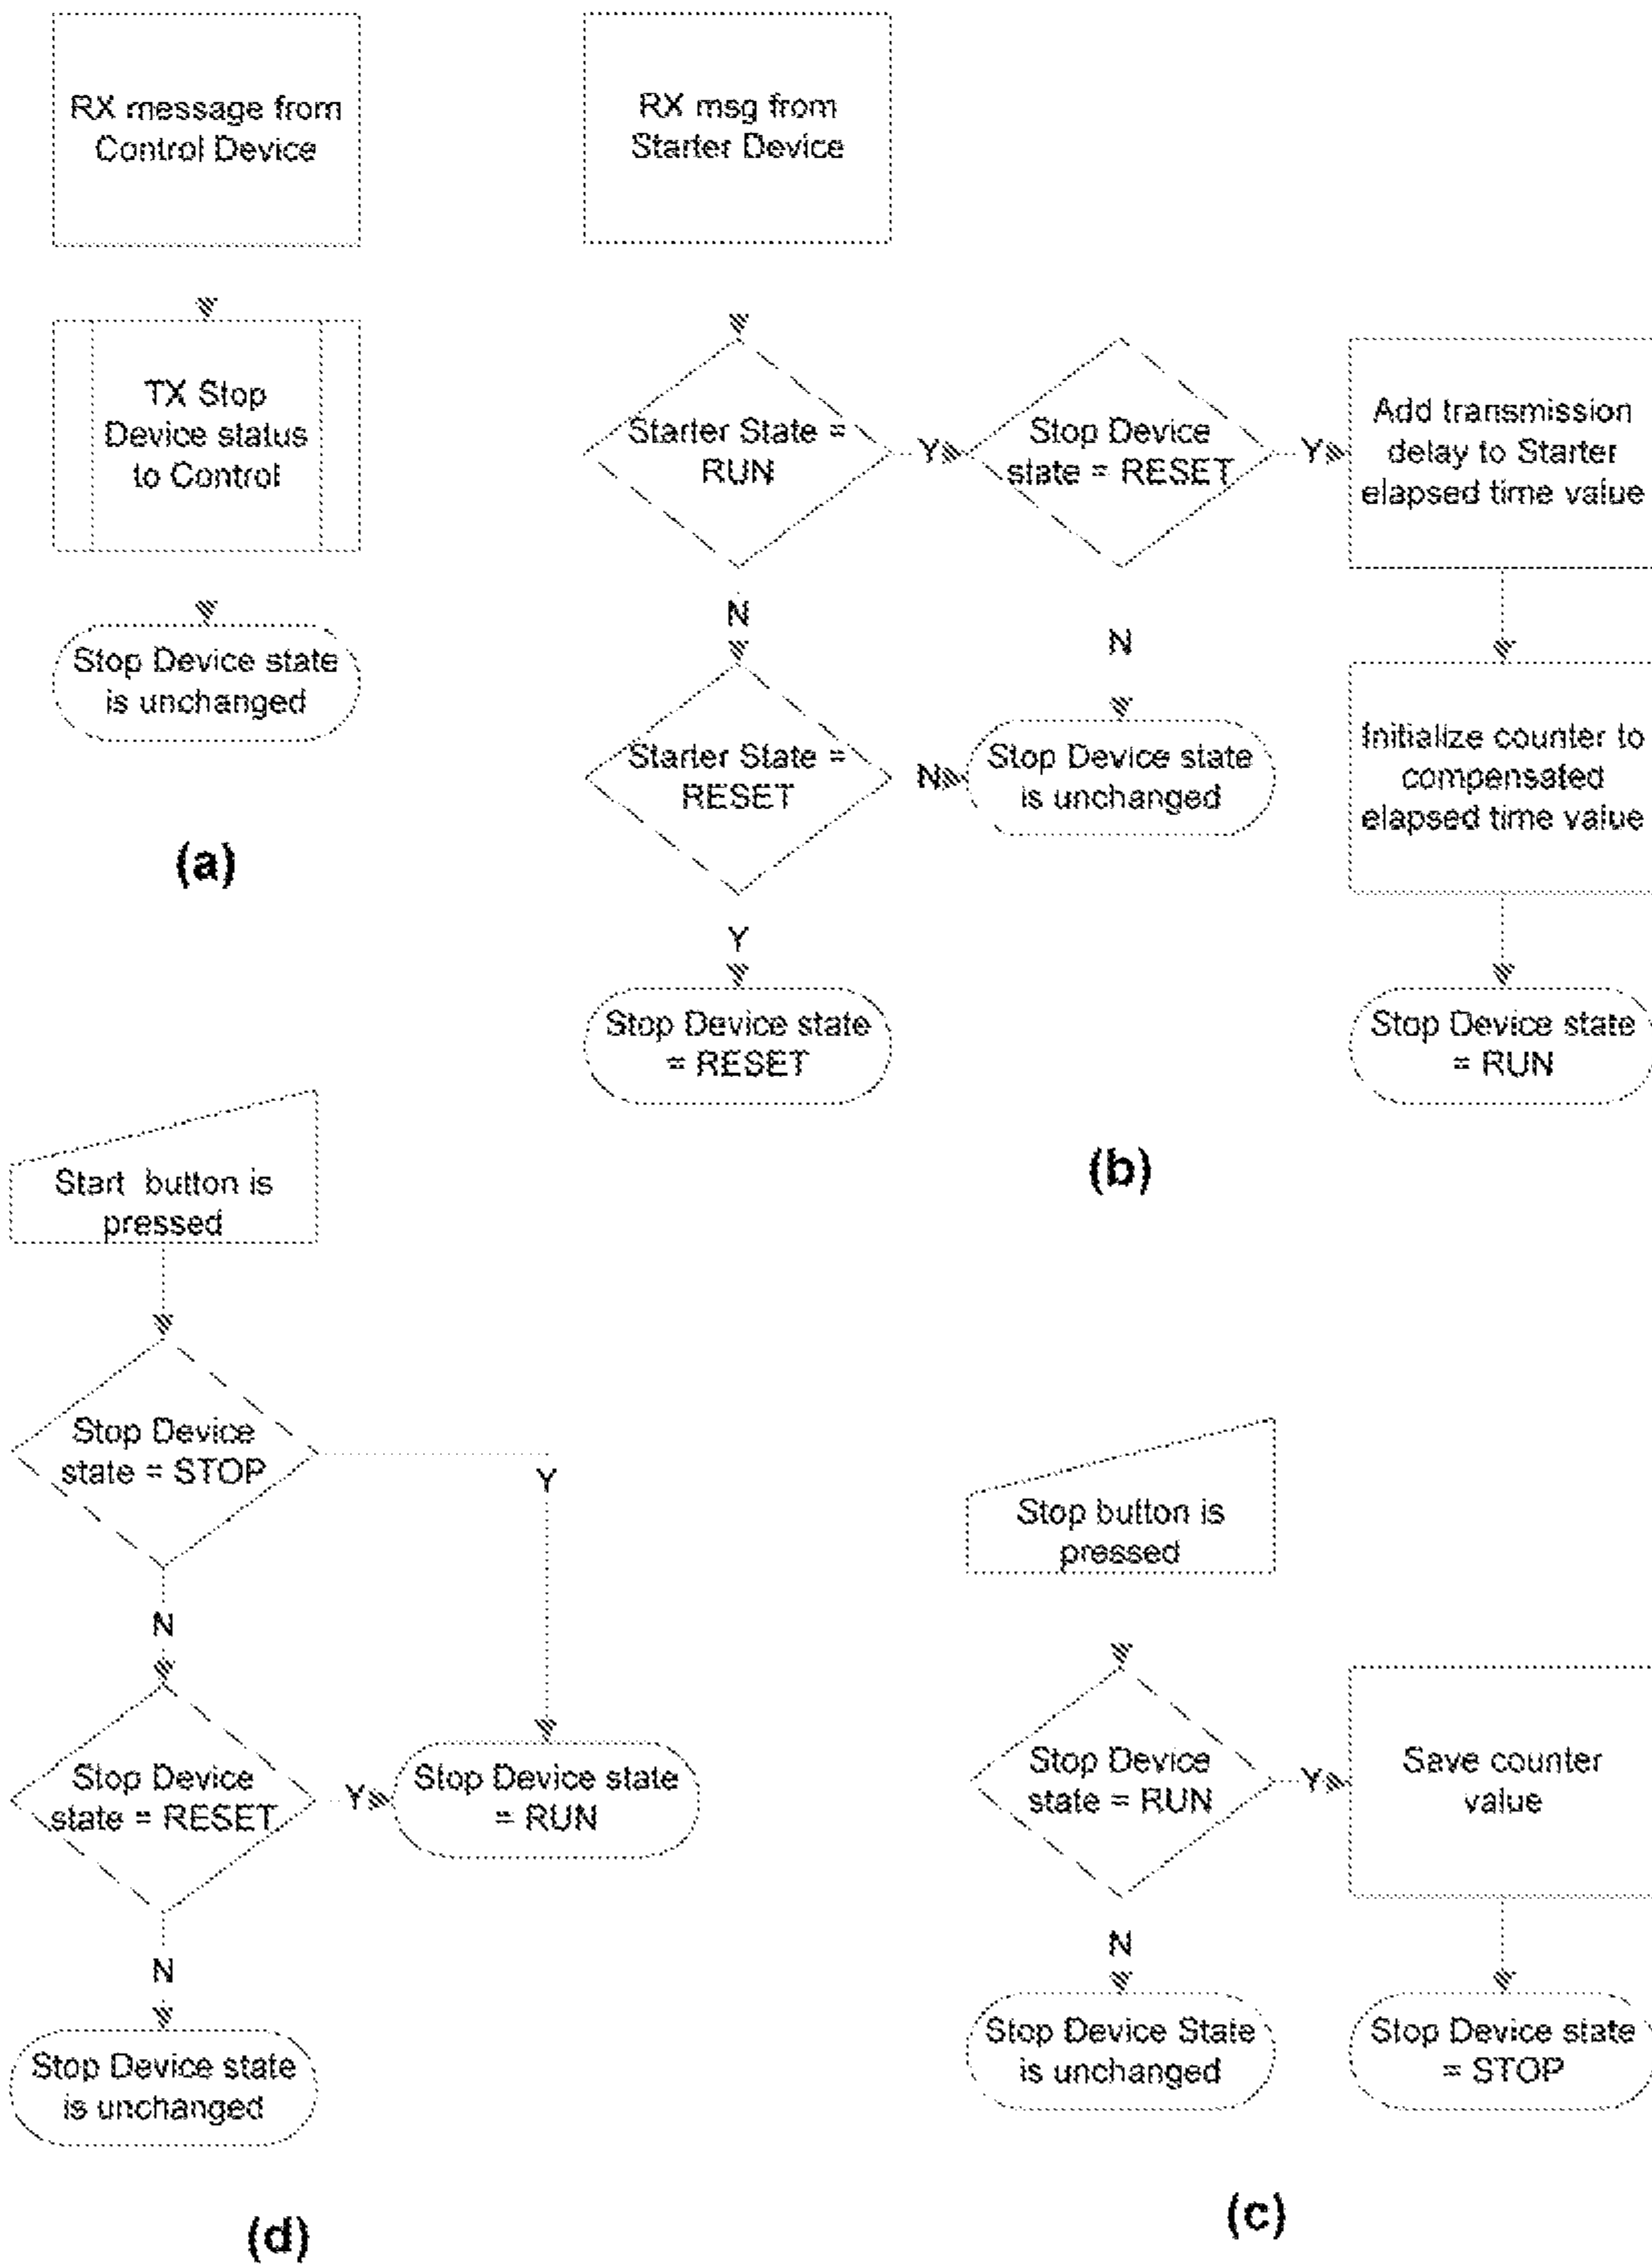 RX message from
Control Device
TX Stop
Device status
to Control
Stop Device state
is unchanged
(a)
RX msg from
Starter Device
Starter State =
RUN
Y
Stop Device
state = RESET
Y
Add transmission
delay to Starter
elapsed time value
N
N
Starter State =
RESET
N
Stop Device state
is unchanged
Initialize counter to
compensated
elapsed time value
Y
Stop Device state
= RESET
Stop Device state
= RUN
(b)
Start button is
pressed
Stop Device
state = STOP
Y
N
Stop Device
state = RESET
Y
Stop Device state
= RUN
N
Stop Device state
is unchanged
(d)
Stop button is
pressed
Stop Device
state = RUN
Y
Save counter
value
N
Stop Device State
is unchanged
Stop Device state
= STOP
(c)